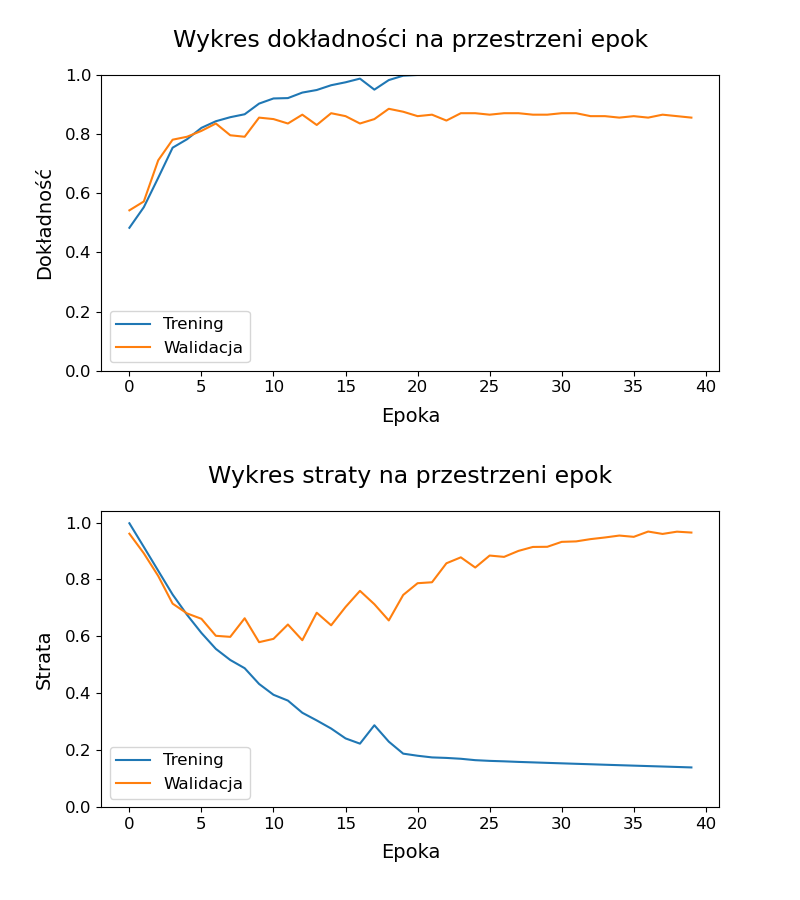 Wykres dokładności na przestrzeni epok
1.0
0.8
0.6
0.4
0.2
0.0
Dokładność
Trening
Walidacja
0 5 10 15 20 25 30 35 40
Epoka
Wykres straty na przestrzeni epok
1.0
0.8
0.6
0.4
0.2
0.0
Strata
Trening
Walidacja
0 5 10 15 20 25 30 35 40
Epoka